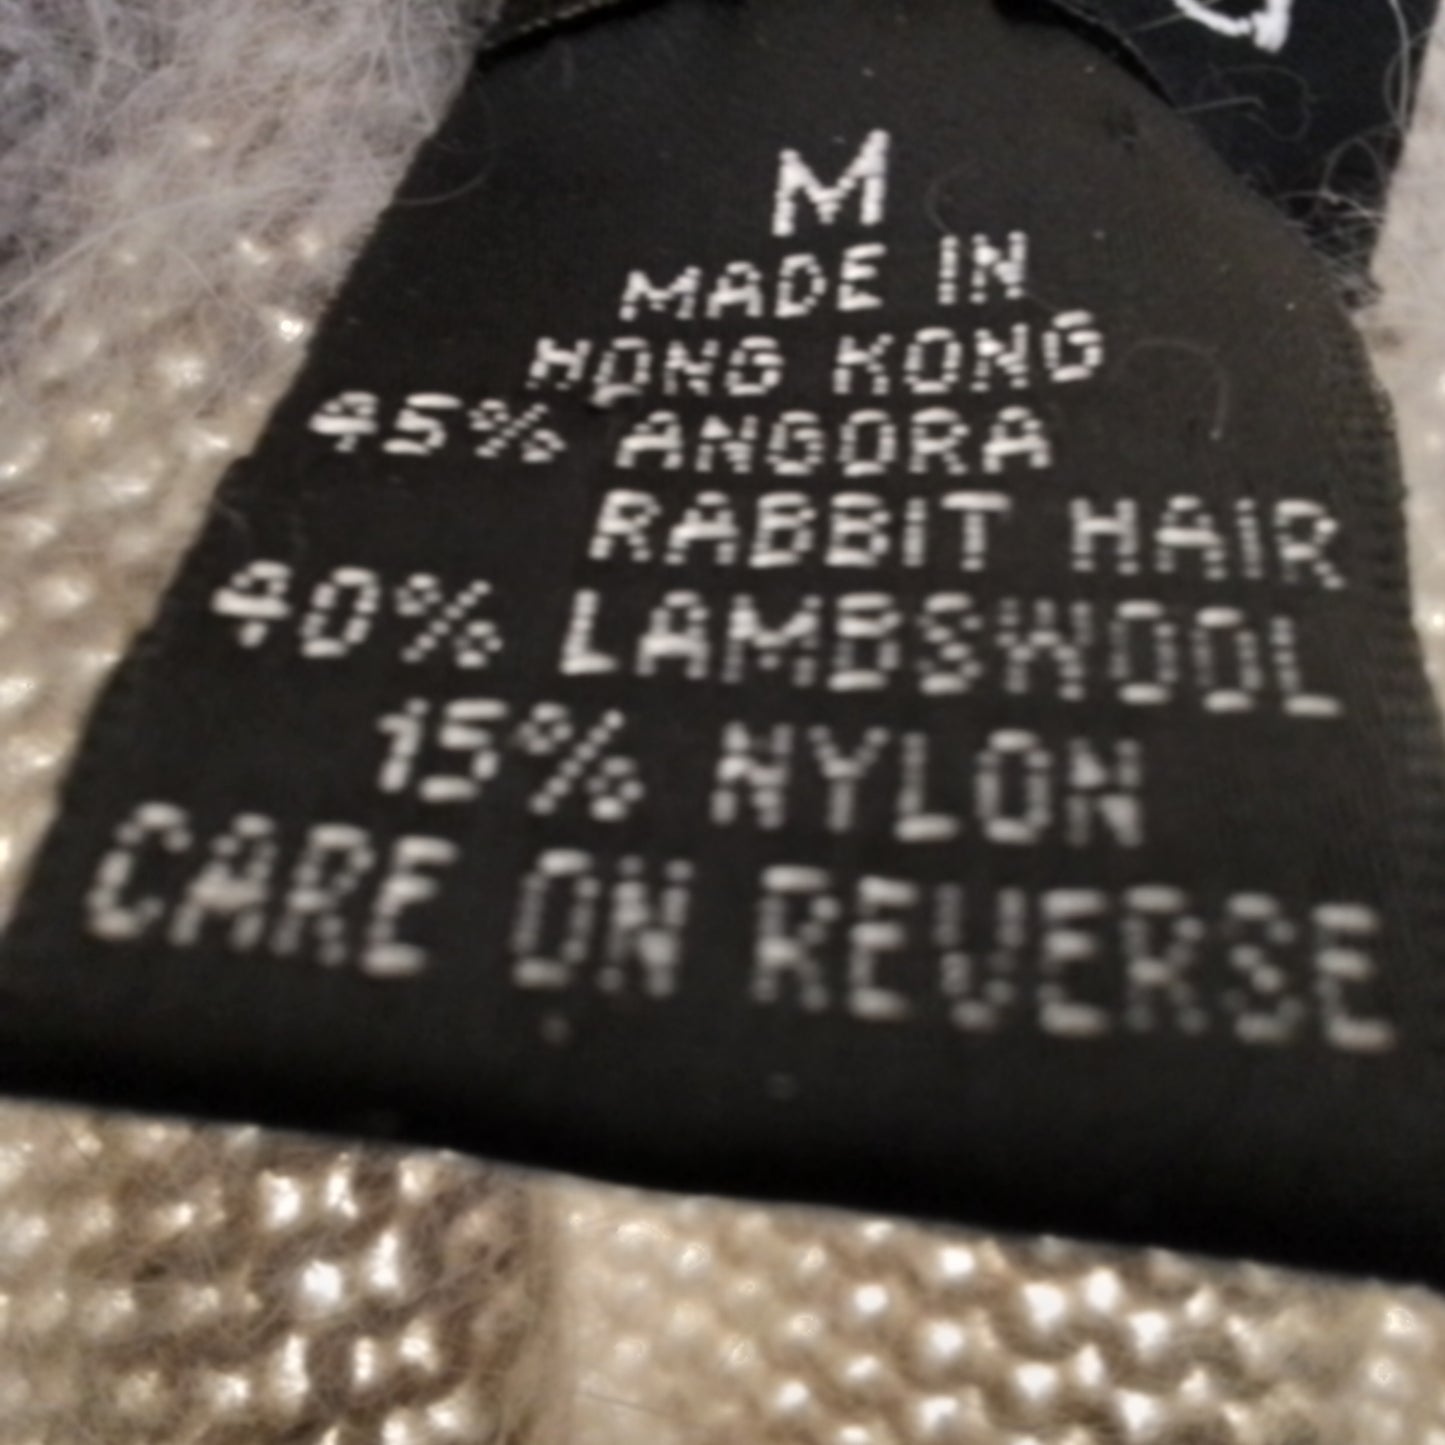 M
MADE IN
HONG KONG
45% ANGORA
RABBIT HAIR
40% LAMBSWOOL
15% NYLON
CARE ON REVERSE